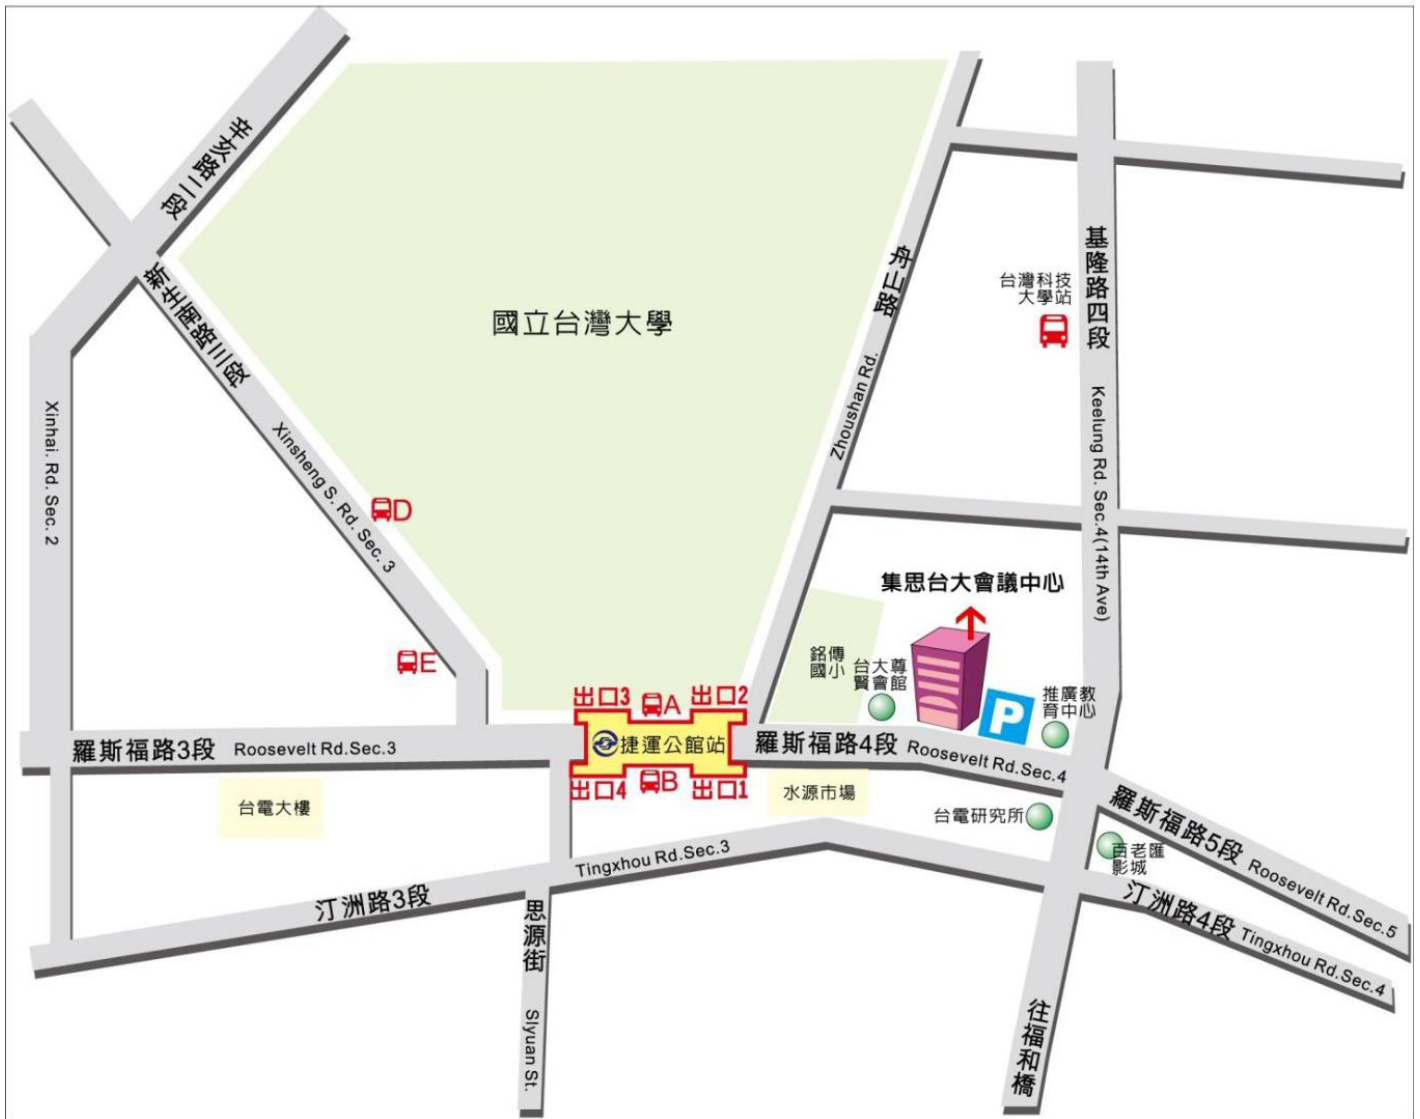 辛亥路二段
新生南路三段
國立台灣大學
舟山路
台灣科技
大學站
基隆路四段
Zhoushan Rd.
Xinhai. Rd. Sec. 2
Xinsheng S. Rd. Sec. 3
Keelung Rd. Sec.4(14th Ave)
D
集思台大會議中心
E
銘傳
國小
台大尊
賢會館
推廣教
育中心
P
出口3
A
出口2
羅斯福路3段 Roosevelt Rd.Sec.3
捷運公館站
羅斯福路4段 Roosevelt Rd.Sec.4
出口4
B
出口1
台電大樓
水源市場
台電研究所
羅斯福路5段 Roosevelt Rd.Sec.5
百老匯
影城
Tingxhou Rd.Sec.3
汀洲路3段
汀洲路4段 Tingxhou Rd.Sec.4
思源街
SIyuan St.
往福和橋